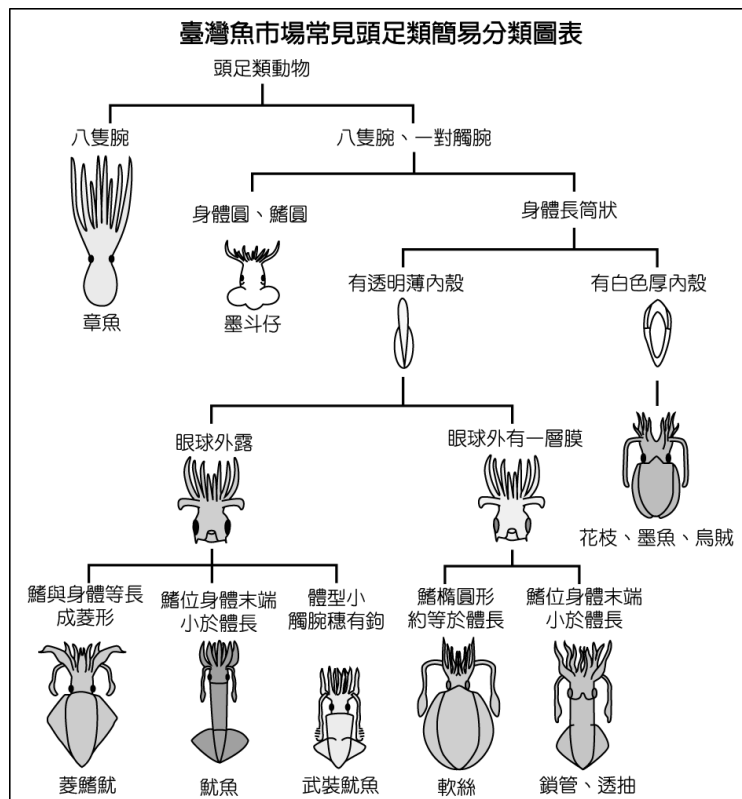 臺灣魚市場常見頭足類簡易分類圖表
頭足類動物
八隻腕
八隻腕、一對觸腕
章魚
身體圓、鰭圓
墨斗仔
身體長筒狀
有透明薄內殼
有白色厚內殼
花枝、墨魚、烏賊
眼球外露
眼球外有一層膜
鰭與身體等長
成菱形
菱鰭魷
鰭位身體末端
小於體長
魷魚
體型小
觸腕穗有鉤
武裝魷魚
鰭橢圓形
約等於體長
軟絲
鰭位身體末端
小於體長
鎖管、透抽